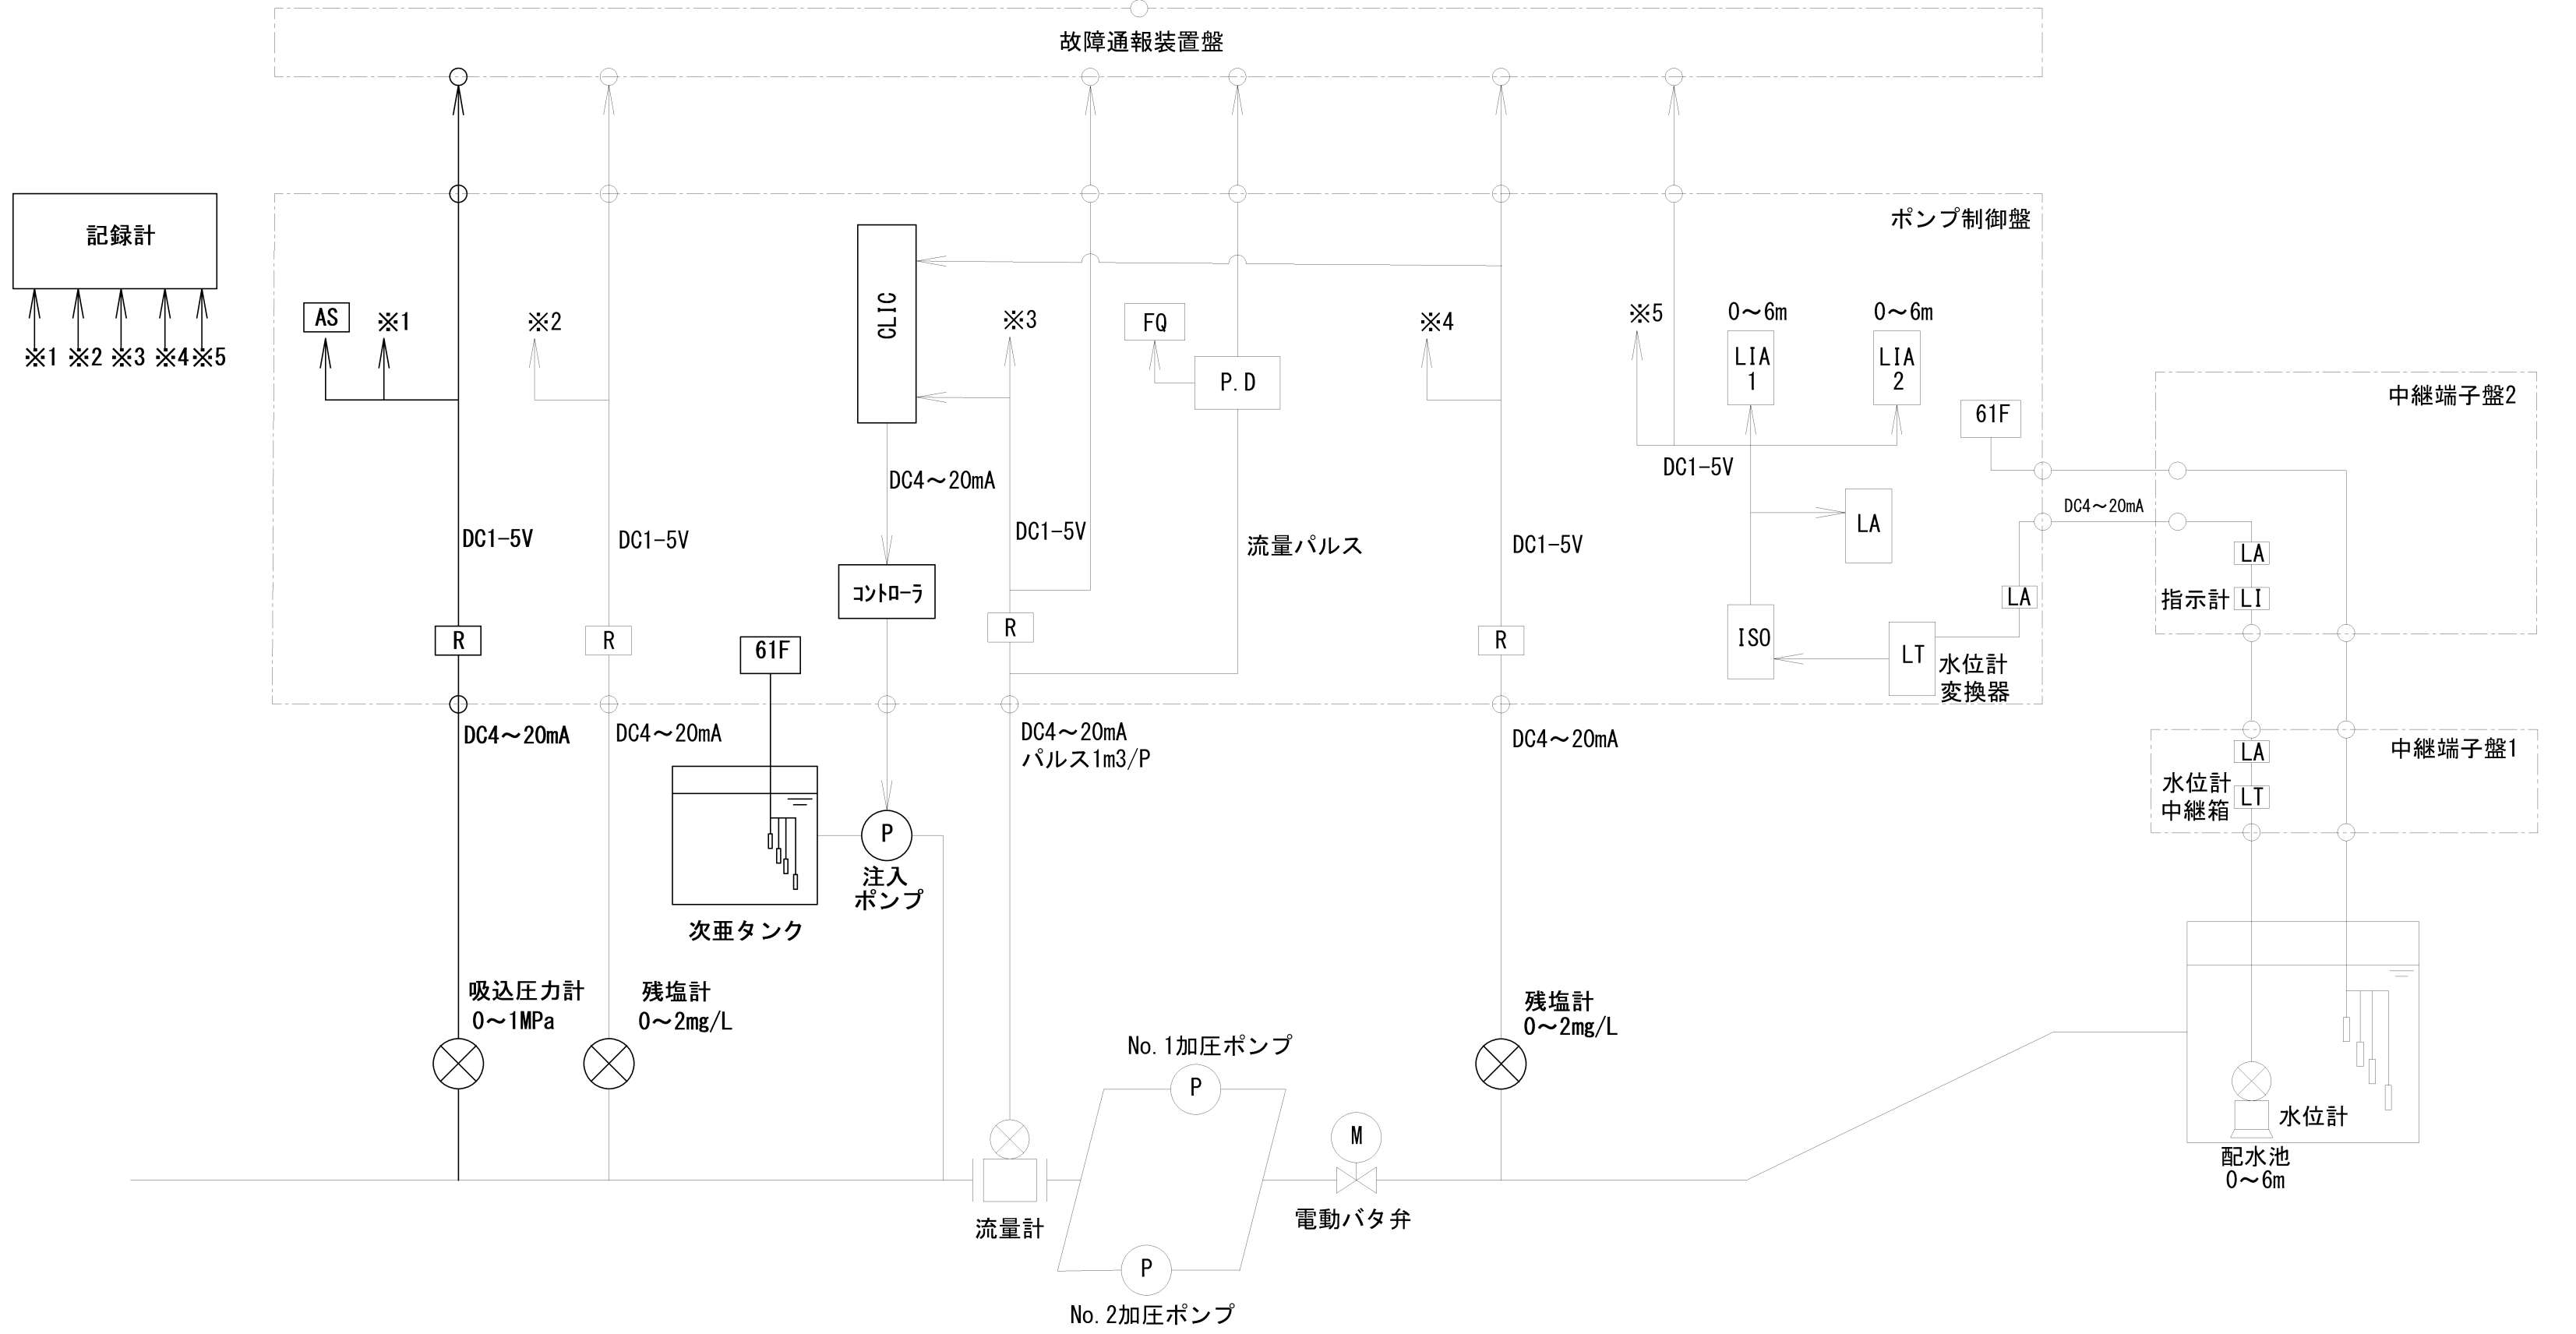 故障通報装置盤
ポンプ制御盤
記録計
※1 ※2 ※3 ※4 ※5
AS
※1
※2
CLIC
※3
FQ
P.D
※4
※5
0～6m
LIA
1
0～6m
LIA
2
61F
中継端子盤2
DC4～20mA
DC1-5V
DC1-5V
DC1-5V
流量パルス
DC1-5V
DC1-5V
LA
DC4～20mA
LA
指示計
LI
LA
R
R
61F
コントローラ
R
R
ISO
LT
水位計
変換器
DC4～20mA
DC4～20mA
DC4～20mA
パルス1m3/P
DC4～20mA
中継端子盤1
LA
水位計
中継箱
LT
P
注入
ポンプ
次亜タンク
吸込圧力計
0～1MPa
残塩計
0～2mg/L
残塩計
0～2mg/L
No.1加圧ポンプ
P
M
電動バタ弁
流量計
P
No.2加圧ポンプ
水位計
配水池
0～6m